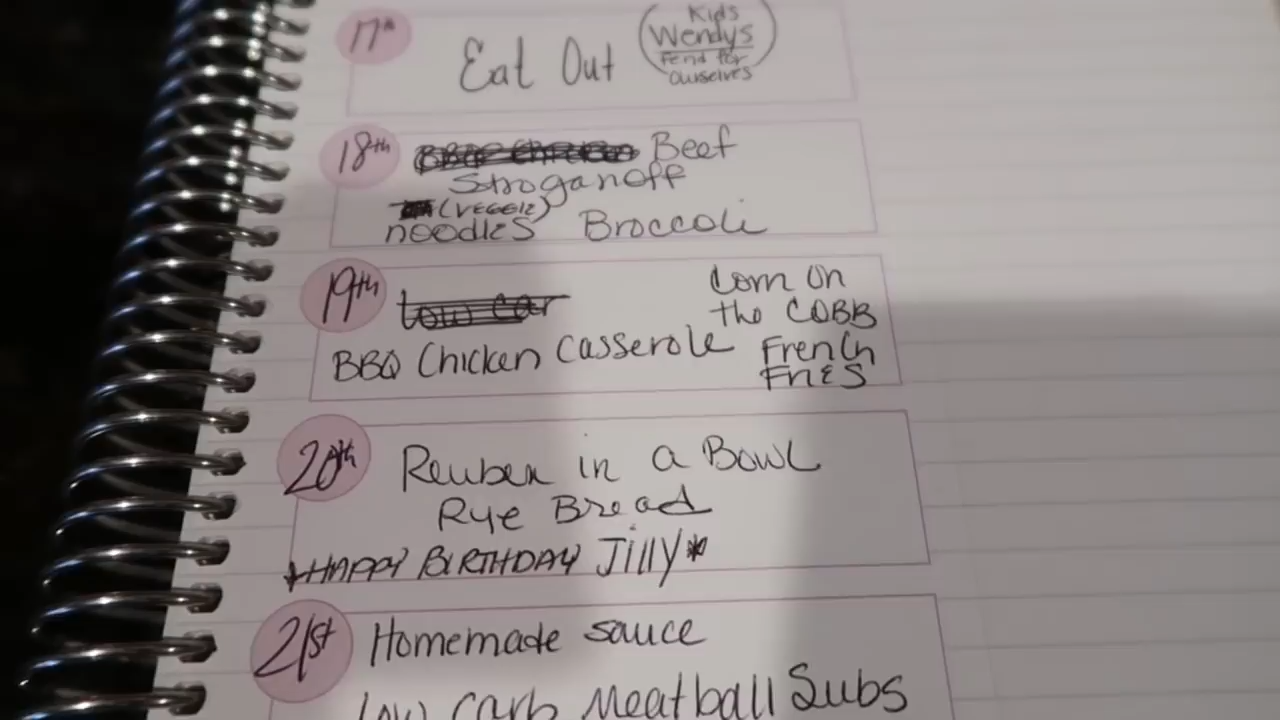 17th
Eat Out
Kids
Wendys
Fend for
ourselves
18th
Beef
Stroganoff
(VEGGIE)
noodles Broccoli
19th
Low car
Corn On
the COBB
BBQ Chicken Casserole
French
Fries
20th
Reuben in a Bowl
Rye Bread
*HAPPY BIRTHDAY Jilly*
21st
Homemade sauce
low carb Meatball Subs